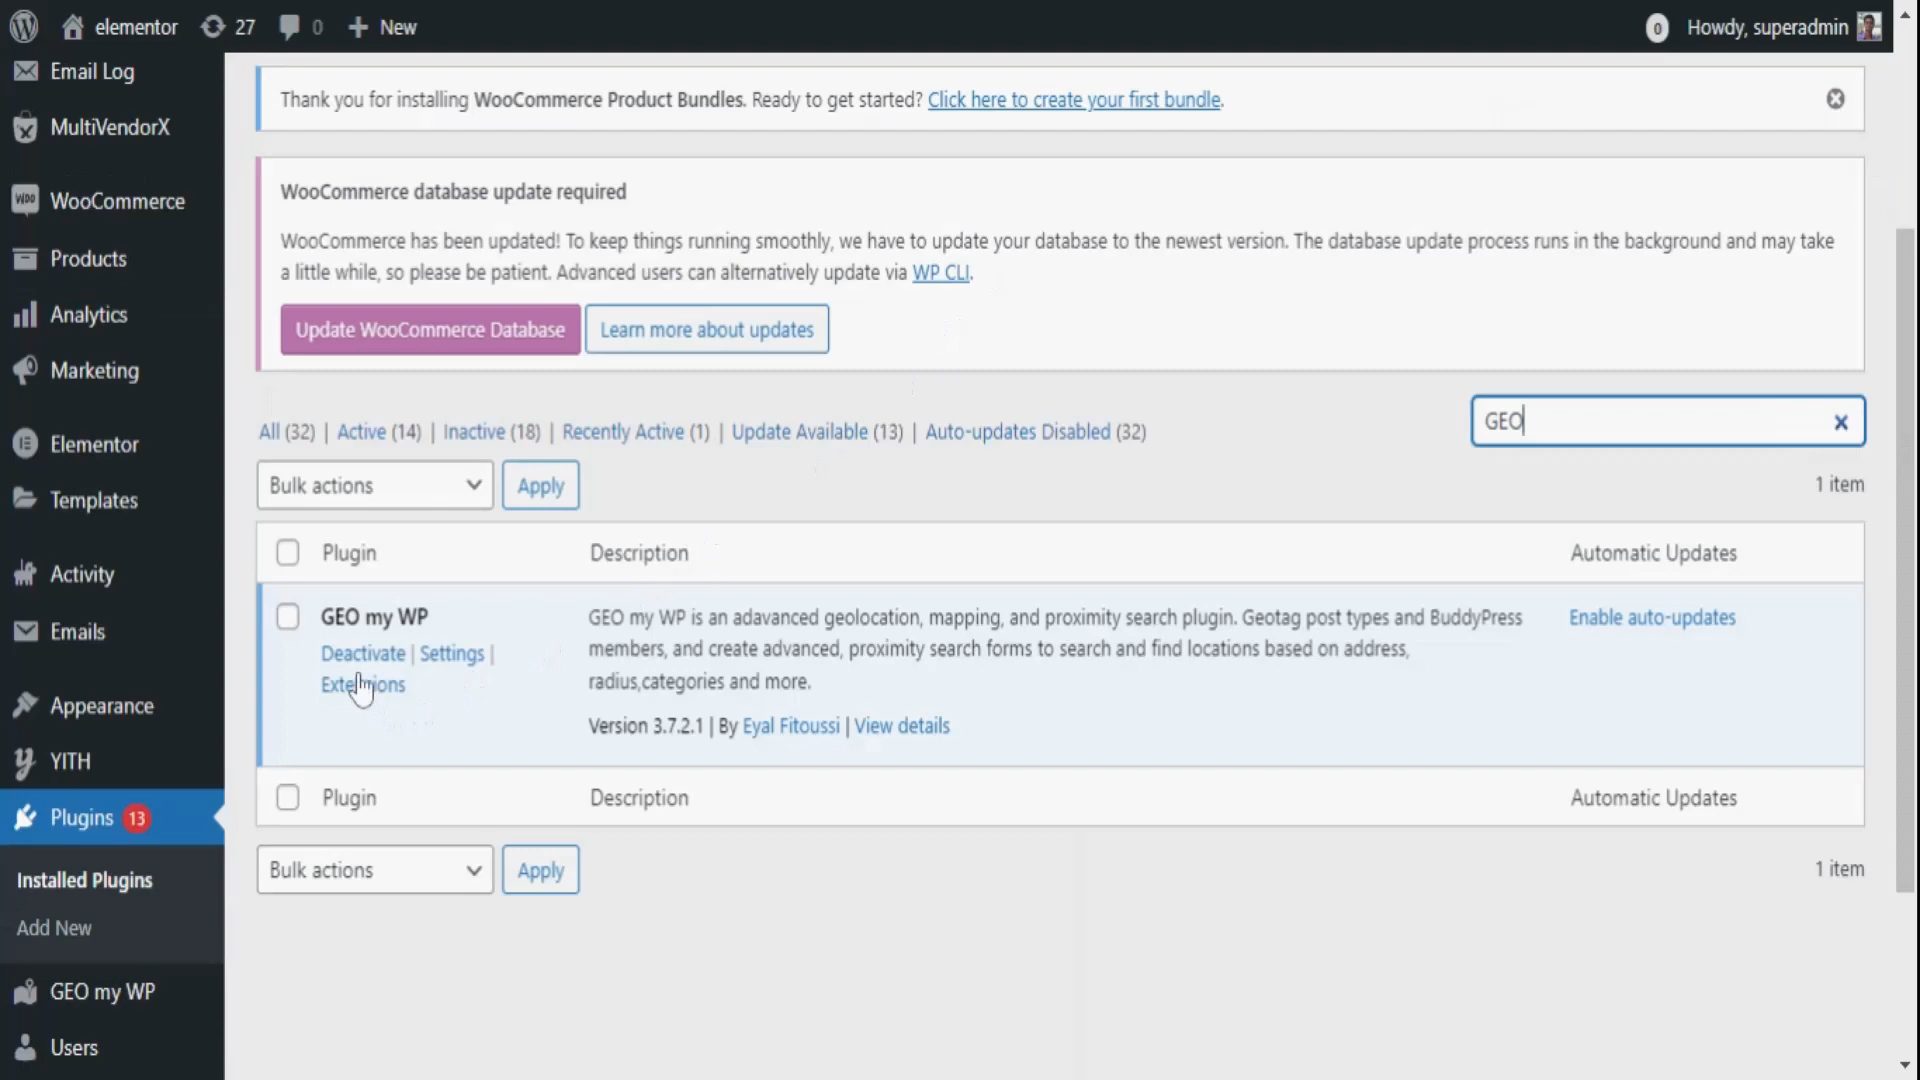 elementor 27 0 New 0 Howdy, superadmin
Email Log
MultiVendorX
WooCommerce
Products
Analytics
Marketing
Elementor
Templates
Activity
Emails
Appearance
YITH
Plugins 13
Installed Plugins
Add New
GEO my WP
Users
Thank you for installing WooCommerce Product Bundles. Ready to get started? Click here to create your first bundle.
WooCommerce database update required
WooCommerce has been updated! To keep things running smoothly, we have to update your database to the newest version. The database update process runs in the background and may take
a little while, so please be patient. Advanced users can alternatively update via WP CLI.
Update WooCommerce Database Learn more about updates
All (32) | Active (14) | Inactive (18) | Recently Active (1) | Update Available (13) | Auto-updates Disabled (32)
GEO
Bulk actions Apply 1 item
Plugin Description Automatic Updates
GEO my WP
Deactivate | Settings |
Extensions
GEO my WP is an adavanced geolocation, mapping, and proximity search plugin. Geotag post types and BuddyPress
members, and create advanced, proximity search forms to search and find locations based on address,
radius,categories and more.
Version 3.7.2.1 | By Eyal Fitoussi | View details
Enable auto-updates
Plugin Description Automatic Updates
Bulk actions Apply 1 item